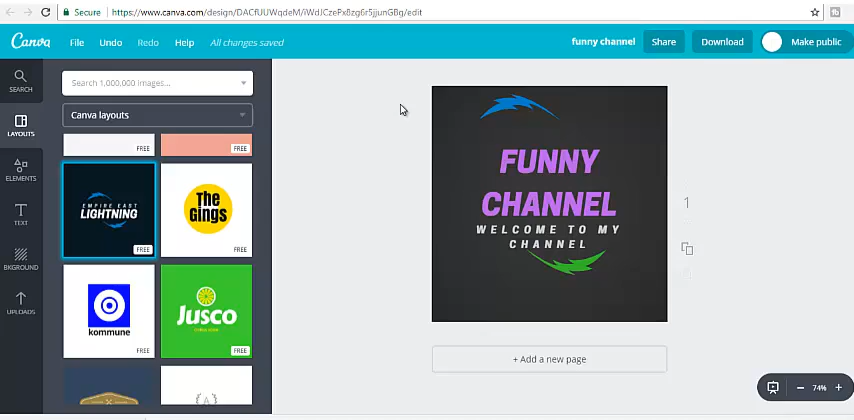 Secure https://www.canva.com/design/DACfUUWqdeM/iWdJCzePx8zg6r5jjunGBg/edit
Canva File Undo Redo Help All changes saved funny channel Share Download Make public
SEARCH
LAYOUTS
ELEMENTS
TEXT
BKGROUND
UPLOADS
Search 1,000,000 images...
Canva layouts
FREE FREE
EMPIRE EAST
LIGHTNING
FREE
The
Gings
FREE
kommune
FREE
Jusco
FREE
A
FUNNY
CHANNEL
WELCOME TO MY
CHANNEL
1
+ Add a new page
74%